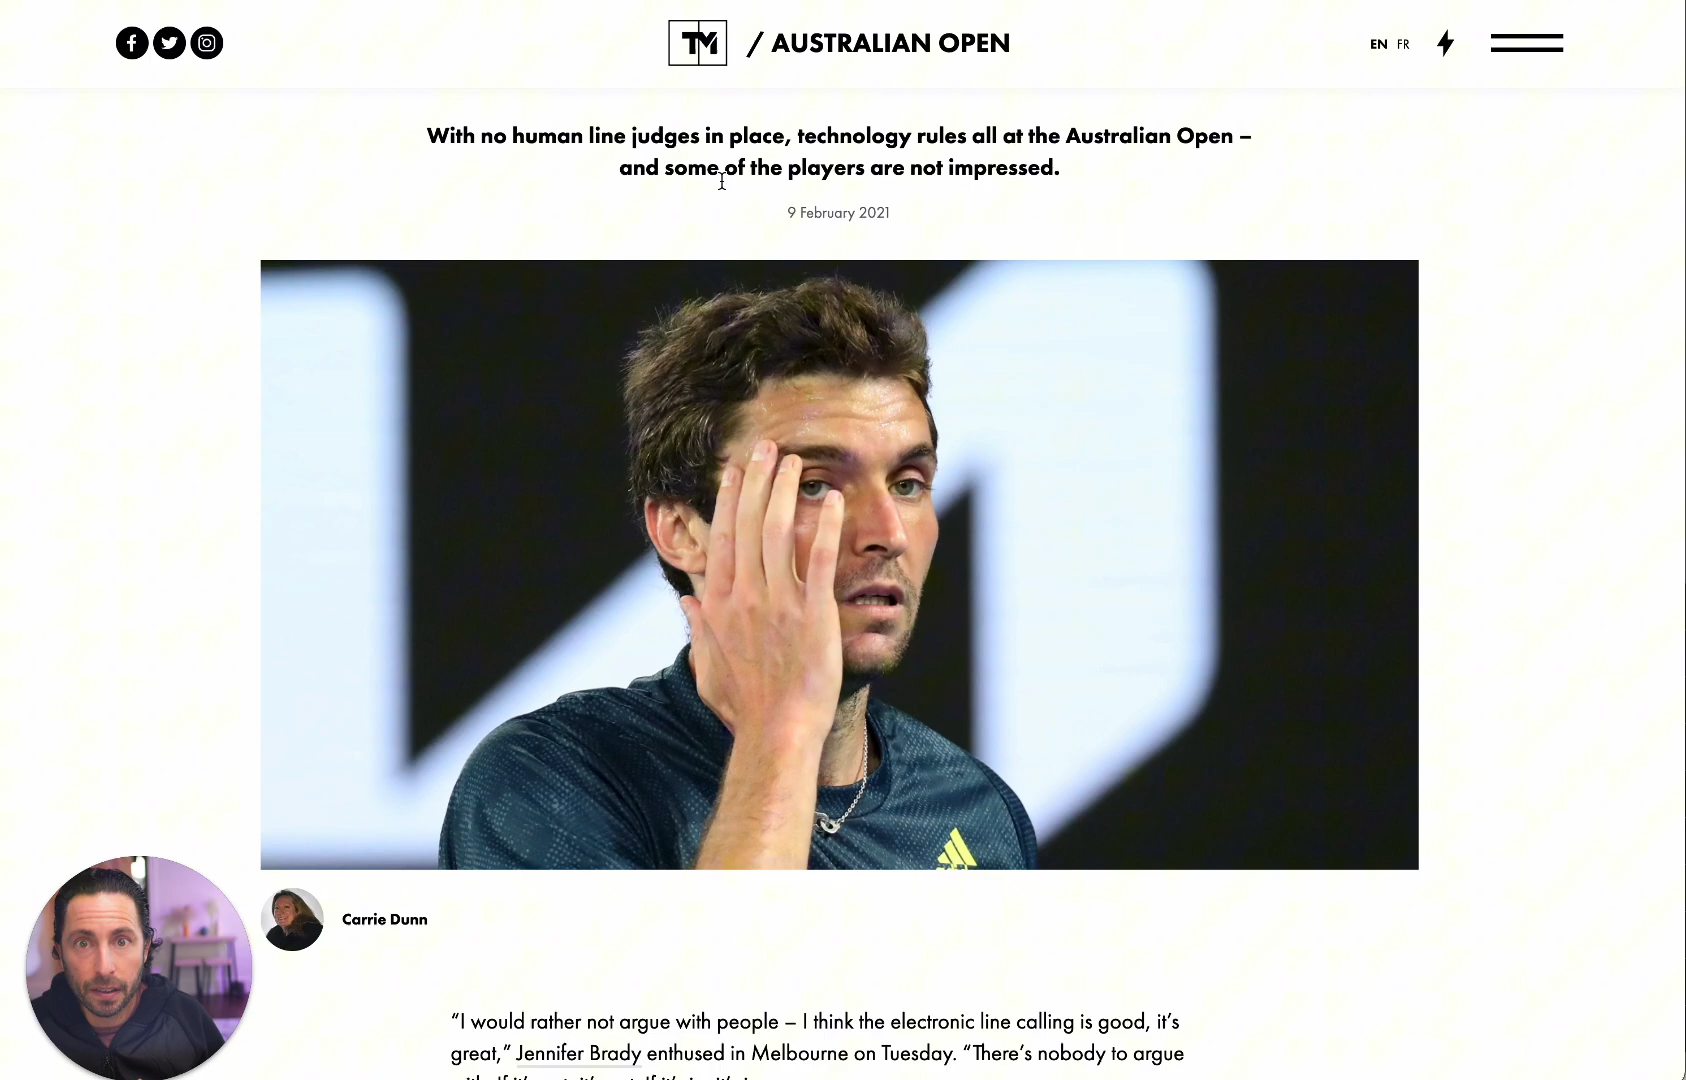 TM / AUSTRALIAN OPEN
EN FR
With no human line judges in place, technology rules all at the Australian Open –
and some of the players are not impressed.
9 February 2021
Carrie Dunn
“I would rather not argue with people – I think the electronic line calling is good, it’s
great,” Jennifer Brady enthused in Melbourne on Tuesday. “There’s nobody to argue